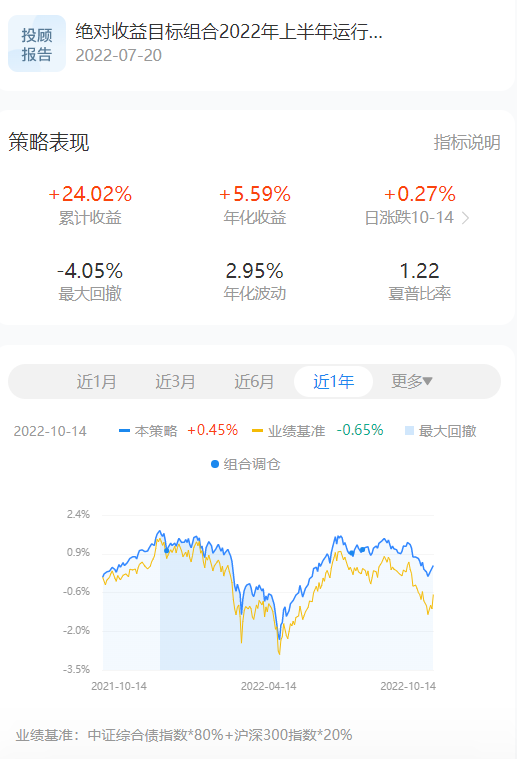 投顾
报告
绝对收益目标组合2022年上半年运行...
2022-07-20
策略表现
指标说明
+24.02%
+5.59%
+0.27%
累计收益
年化收益
日涨跌10-14
-4.05%
2.95%
1.22
最大回撤
年化波动
夏普比率
近1月
近3月
近6月
近1年
更多
2022-10-14
本策略
+0.45%
业绩基准
-0.65%
最大回撤
组合调仓
2.4%
0.9%
-0.6%
-2.0%
-3.5%
2021-10-14
2022-04-14
2022-10-14
业绩基准：中证综合债指数*80%+沪深300指数*20%